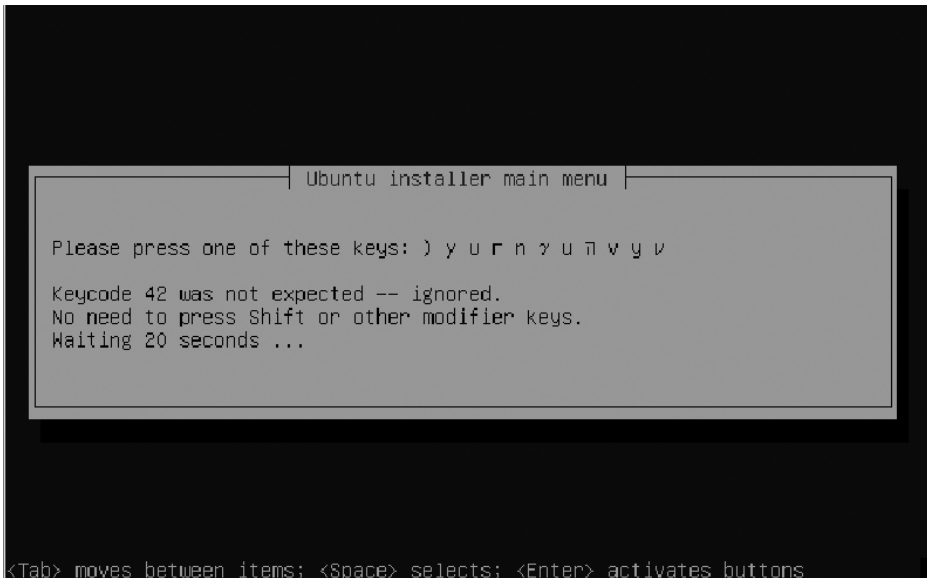 Ubuntu installer main menu
Please press one of these keys: ) y u r n γ u π v y ν
Keycode 42 was not expected -- ignored.
No need to press Shift or other modifier keys.
Waiting 20 seconds ...
<Tab> moves between items; <Space> selects; <Enter> activates buttons